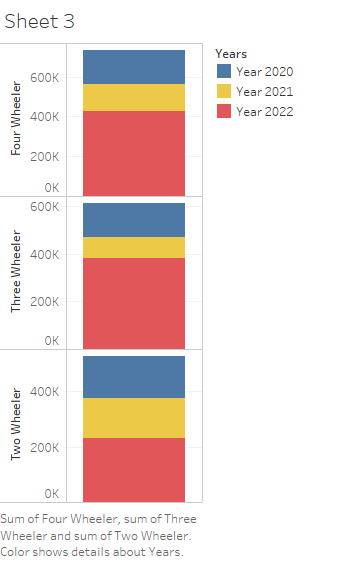 Sheet 3
Years
Year 2020
Year 2021
Year 2022
Four Wheeler
600K
400K
200K
0K
Three Wheeler
600K
400K
200K
0K
Two Wheeler
400K
200K
0K
Sum of Four Wheeler, sum of Three
Wheeler and sum of Two Wheeler.
Color shows details about Years.